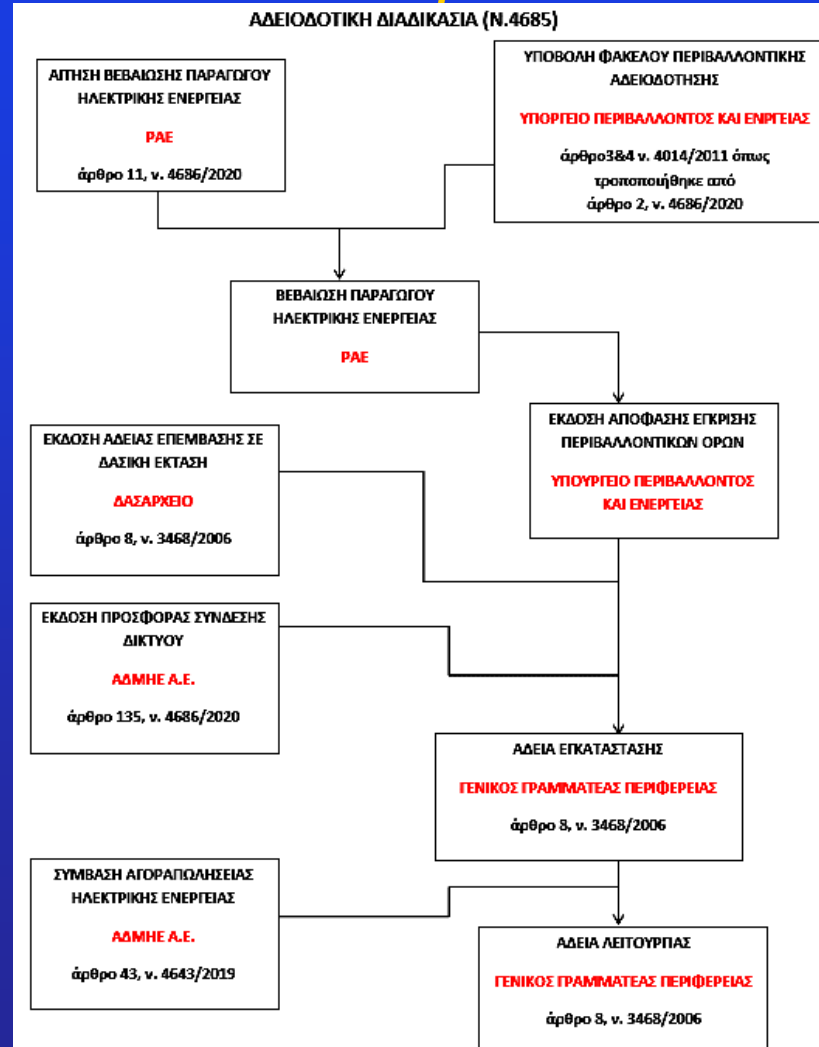 ΑΔΕΙΟΔΟΤΙΚΗ ΔΙΑΔΙΚΑΣΙΑ (Ν.4685)
ΑΙΤΗΣΗ ΒΕΒΑΙΩΣΗΣ ΠΑΡΑΓΩΓΟΥ
ΗΛΕΚΤΡΙΚΗΣ ΕΝΕΡΓΕΙΑΣ
ΡΑΕ
άρθρο 11, ν. 4686/2020
ΥΠΟΒΟΛΗ ΦΑΚΕΛΟΥ ΠΕΡΙΒΑΛΛΟΝΤΙΚΗΣ
ΑΔΕΙΟΔΟΤΗΣΗΣ
ΥΠΟΡΓΕΙΟ ΠΕΡΙΒΑΛΛΟΝΤΟΣ ΚΑΙ ΕΝΡΓΕΙΑΣ
άρθρο3&4 ν. 4014/2011 όπως
τροποποιήθηκε από
άρθρο 2, ν. 4686/2020
ΒΕΒΑΙΩΣΗ ΠΑΡΑΓΩΓΟΥ
ΗΛΕΚΤΡΙΚΗΣ ΕΝΕΡΓΕΙΑΣ
ΡΑΕ
ΕΚΔΟΣΗ ΑΠΟΦΑΣΗΣ ΕΓΚΡΙΣΗΣ
ΠΕΡΙΒΑΛΛΟΝΤΙΚΩΝ ΟΡΩΝ
ΥΠΟΥΡΓΕΙΟ ΠΕΡΙΒΑΛΛΟΝΤΟΣ
ΚΑΙ ΕΝΕΡΓΕΙΑΣ
ΕΚΔΟΣΗ ΑΔΕΙΑΣ ΕΠΕΜΒΑΣΗΣ ΣΕ
ΔΑΣΙΚΗ ΕΚΤΑΣΗ
ΔΑΣΑΡΧΕΙΟ
άρθρο 8, ν. 3468/2006
ΕΚΔΟΣΗ ΠΡΟΣΦΟΡΑΣ ΣΥΝΔΕΣΗΣ
ΔΙΚΤΥΟΥ
ΑΔΜΗΕ Α.Ε.
άρθρο 135, ν. 4686/2020
ΑΔΕΙΑ ΕΓΚΑΤΑΣΤΑΣΗΣ
ΓΕΝΙΚΟΣ ΓΡΑΜΜΑΤΕΑΣ ΠΕΡΙΦΕΡΕΙΑΣ
άρθρο 8, ν. 3468/2006
ΣΥΜΒΑΣΗ ΑΓΟΡΑΠΩΛΗΣΕΙΑΣ
ΗΛΕΚΤΡΙΚΗΣ ΕΝΕΡΓΕΙΑΣ
ΑΔΜΗΕ Α.Ε.
άρθρο 43, ν. 4643/2019
ΑΔΕΙΑ ΛΕΙΤΟΥΡΓΙΑΣ
ΓΕΝΙΚΟΣ ΓΡΑΜΜΑΤΕΑΣ ΠΕΡΙΦΕΡΕΙΑΣ
άρθρο 8, ν. 3468/2006